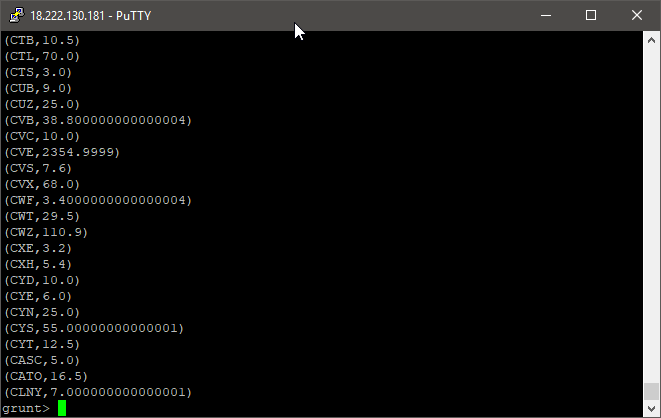 18.222.130.181 - PuTTY
(CTB,10.5)
(CTL,70.0)
(CTS,3.0)
(CUB,9.0)
(CUZ,25.0)
(CVB,38.800000000000004)
(CVC,10.0)
(CVE,2354.9999)
(CVS,7.6)
(CVX,68.0)
(CWF,3.4000000000000004)
(CWT,29.5)
(CWZ,110.9)
(CXE,3.2)
(CXH,5.4)
(CYD,10.0)
(CYE,6.0)
(CYN,25.0)
(CYS,55.00000000000001)
(CYT,12.5)
(CASC,5.0)
(CATO,16.5)
(CLNY,7.000000000000001)
grunt>